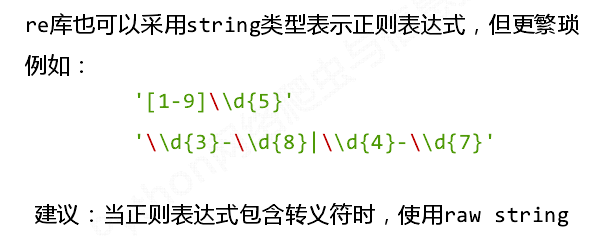 re库也可以采用string类型表示正则表达式，但更繁琐
例如：
'[1-9]\\d{5}'
'\\d{3}-\\d{8}|\\d{4}-\\d{7}'
建议：当正则表达式包含转义符时，使用raw string